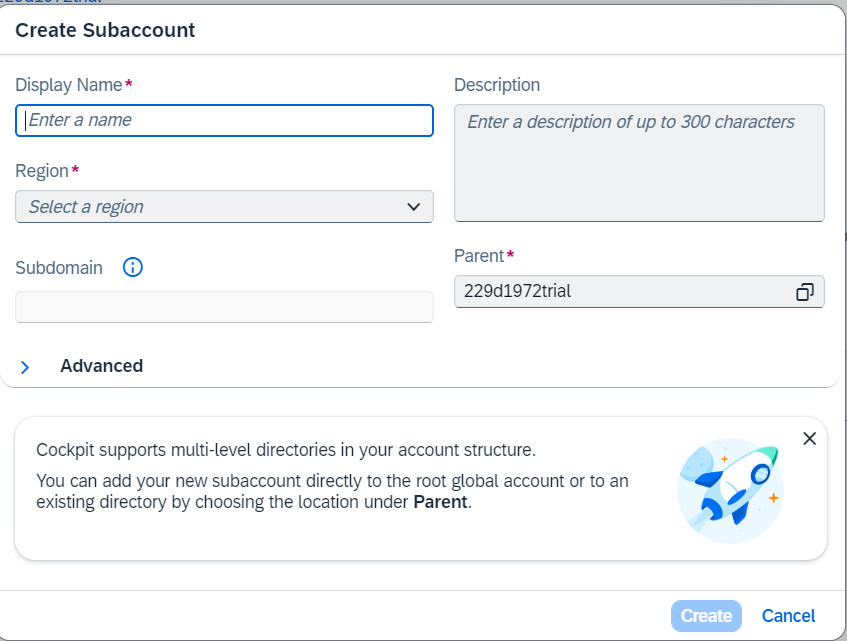 Create Subaccount
Display Name*
Enter a name
Region*
Select a region
Subdomain
Description
Enter a description of up to 300 characters
Parent*
229d1972trial
Advanced
Cockpit supports multi-level directories in your account structure.
You can add your new subaccount directly to the root global account or to an
existing directory by choosing the location under Parent.
Create
Cancel